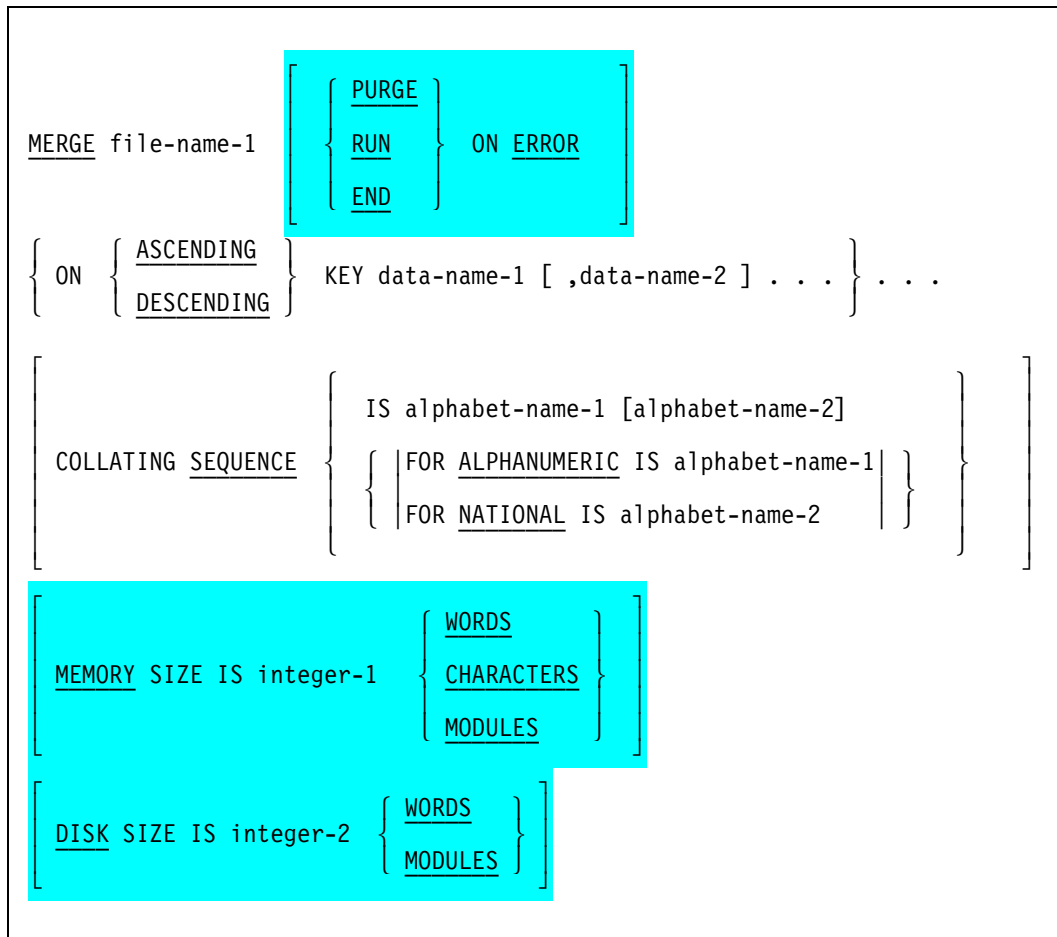 PURGE
MERGE file-name-1 RUN ON ERROR
END
ASCENDING
ON KEY data-name-1 [ ,data-name-2 ] . . . . . .
DESCENDING
IS alphabet-name-1 [alphabet-name-2]
COLLATING SEQUENCE |FOR ALPHANUMERIC IS alphabet-name-1|
|FOR NATIONAL IS alphabet-name-2 |
WORDS
MEMORY SIZE IS integer-1 CHARACTERS
MODULES
WORDS
DISK SIZE IS integer-2
MODULES